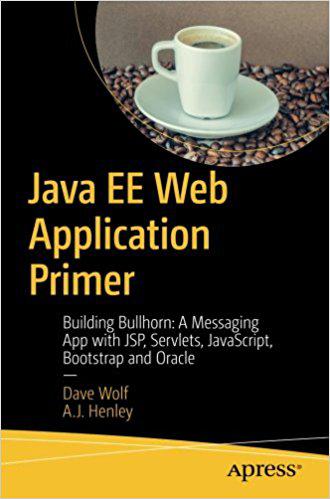 Java EE Web
Application
Primer
Building Bullhorn: A Messaging
App with JSP, Servlets, JavaScript,
Bootstrap and Oracle
—
Dave Wolf
A.J. Henley
Apress®